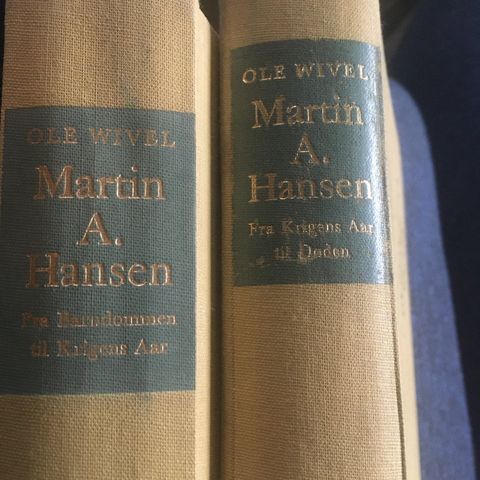 OLE WIVEL
Martin
A.
Hansen
Fra Barndommen
til Krigens Aar
OLE WIVEL
Martin
A.
Hansen
Fra Krigens Aar
til Døden